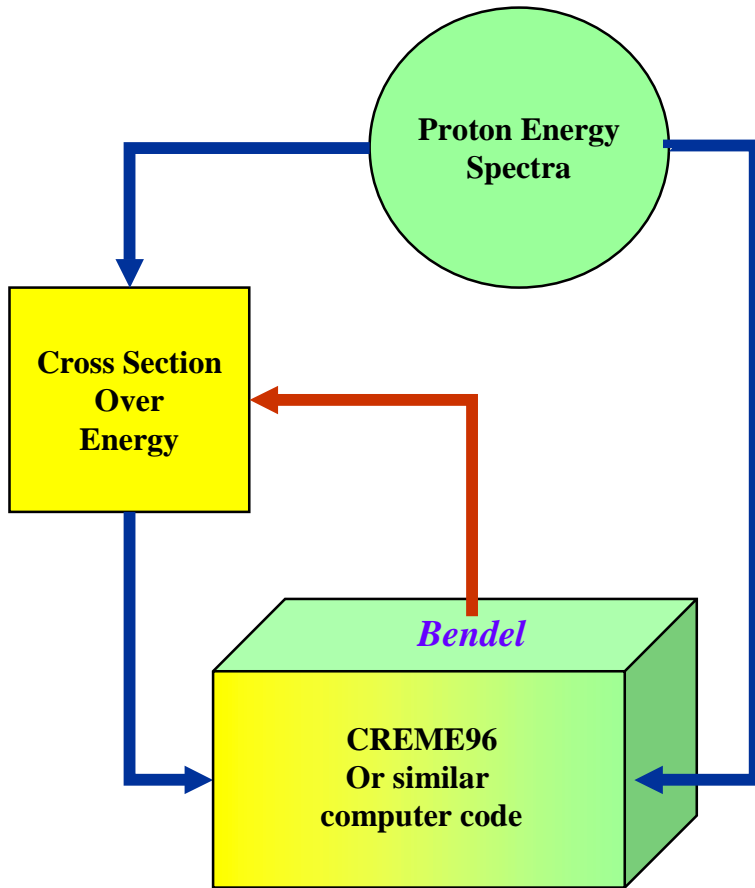 Proton Energy
Spectra
Cross Section
Over
Energy
Bendel
CREME96
Or similar
computer code